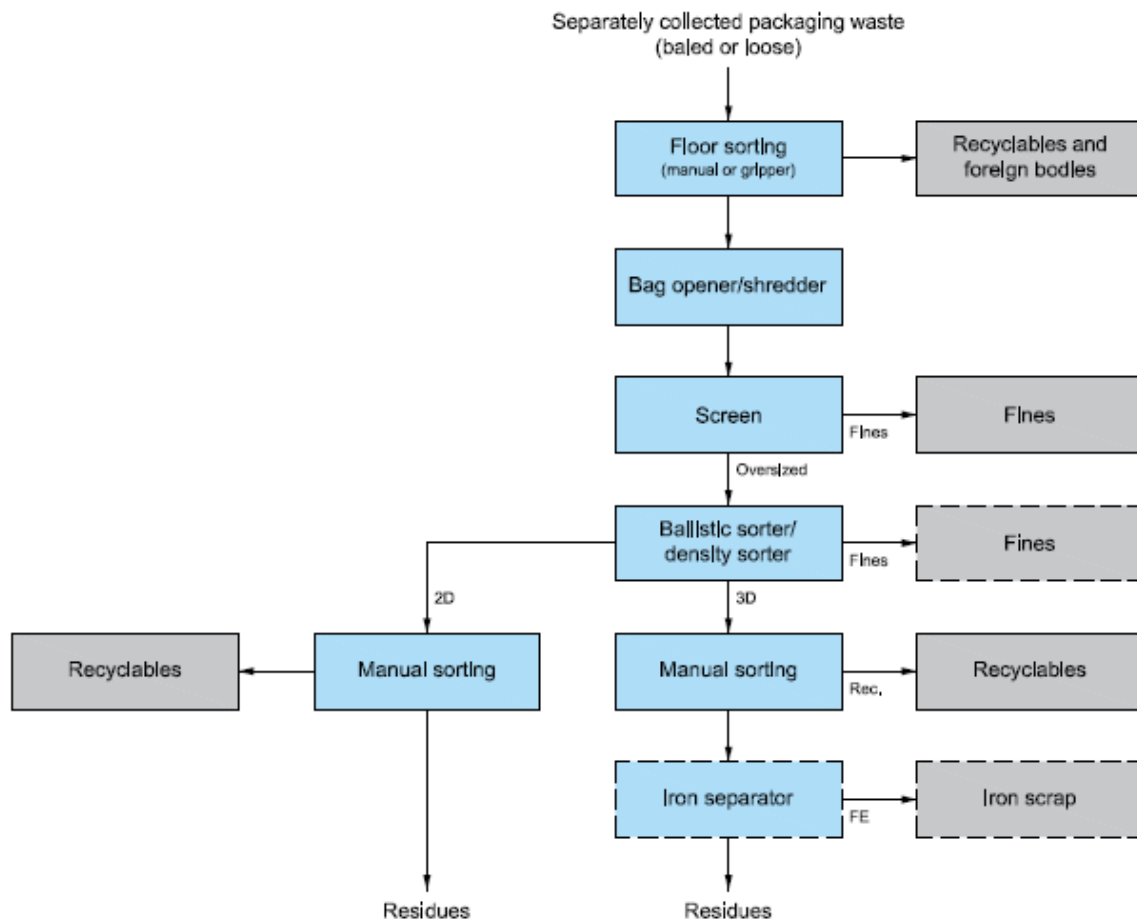 Separately collected packaging waste
(baled or loose)
Floor sorting
(manual or gripper)
Recyclables and
foreign bodies
Bag opener/shredder
Screen
Fines
Fines
Oversized
Ballistic sorter/
density sorter
Fines
Fines
2D
3D
Recyclables
Manual sorting
Manual sorting
Rec.
Recyclables
Iron separator
FE
Iron scrap
Residues
Residues